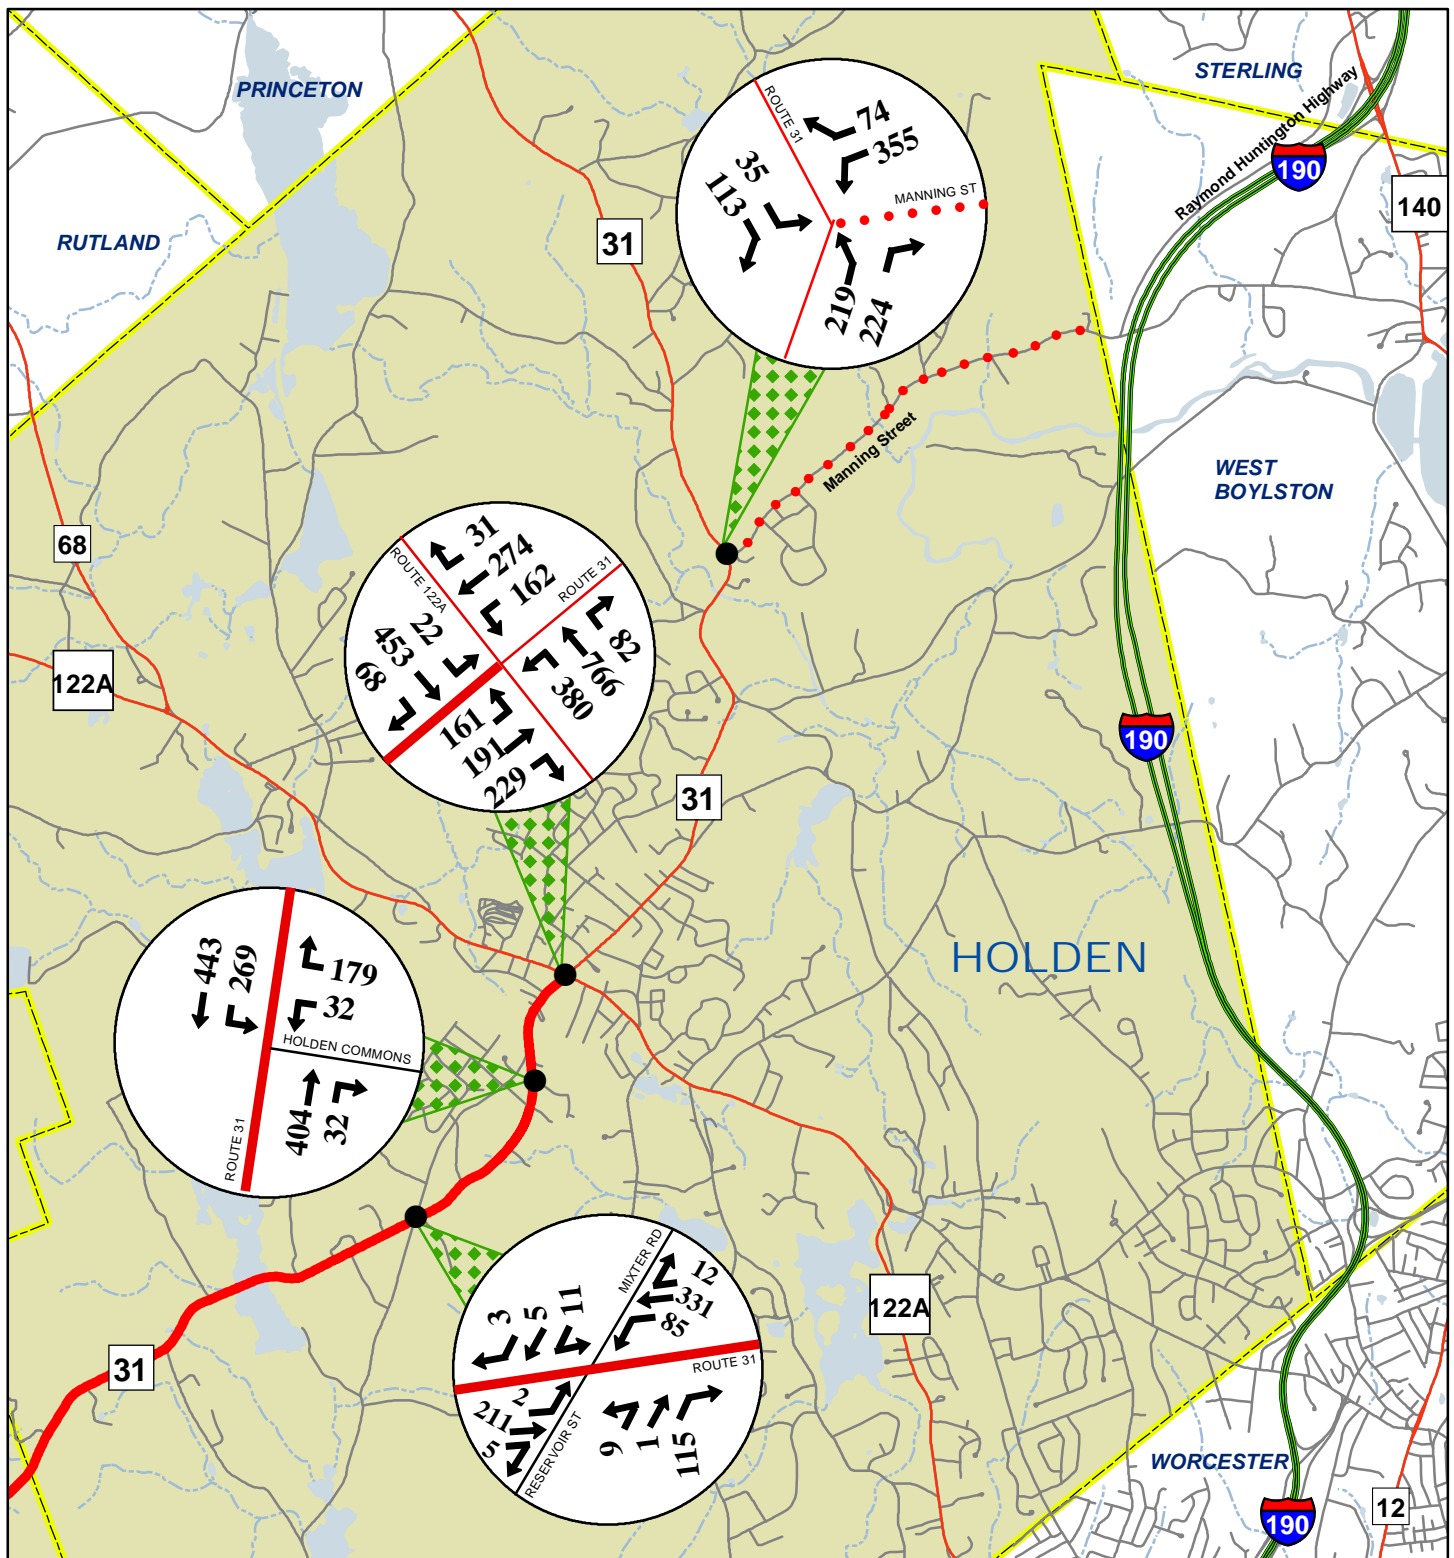 PRINCETON
STERLING
Raymond Huntington Highway
190
140
RUTLAND
31
ROUTE 31
74
355
35
113
MANNING ST
219
224
Manning Street
WEST
BOYLSTON
68
122A
ROUTE 122A
31
274
162
ROUTE 31
22
453
68
82
766
380
161
191
229
190
31
HOLDEN
443
269
179
32
HOLDEN COMMONS
404
32
ROUTE 31
MIXTER RD
12
331
85
3
5
11
ROUTE 31
2
211
5
RESERVOIR ST
9
1
115
122A
31
WORCESTER
190
12